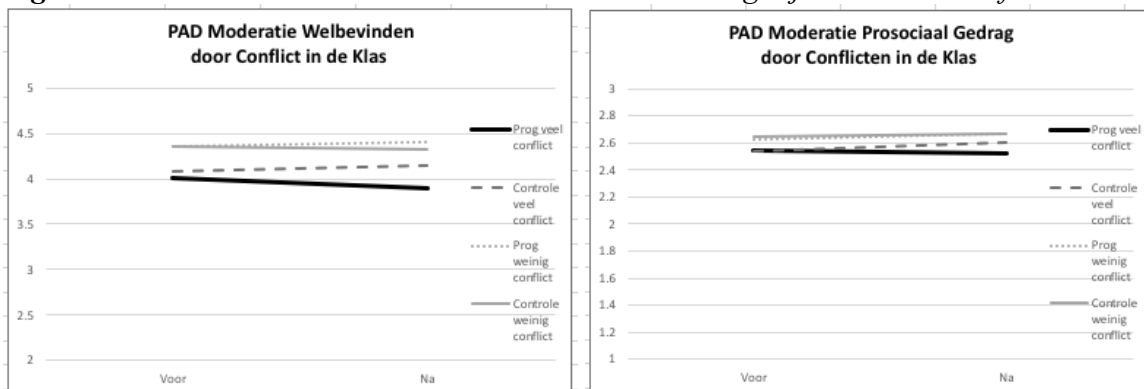 PAD Moderatie Welbevinden
door Conflict in de Klas
5
4.5
4
3.5
3
2.5
2
Voor
Na
Prog veel
conflict
Controle
veel
conflict
Prog
weinig
conflict
Controle
weinig
conflict
PAD Moderatie Prosociaal Gedrag
door Conflicten in de Klas
3
2.8
2.6
2.4
2.2
2
1.8
1.6
1.4
1.2
1
Voor
Na
Prog veel
conflict
Controle
veel
conflict
Prog
weinig
conflict
Controle
weinig
conflict